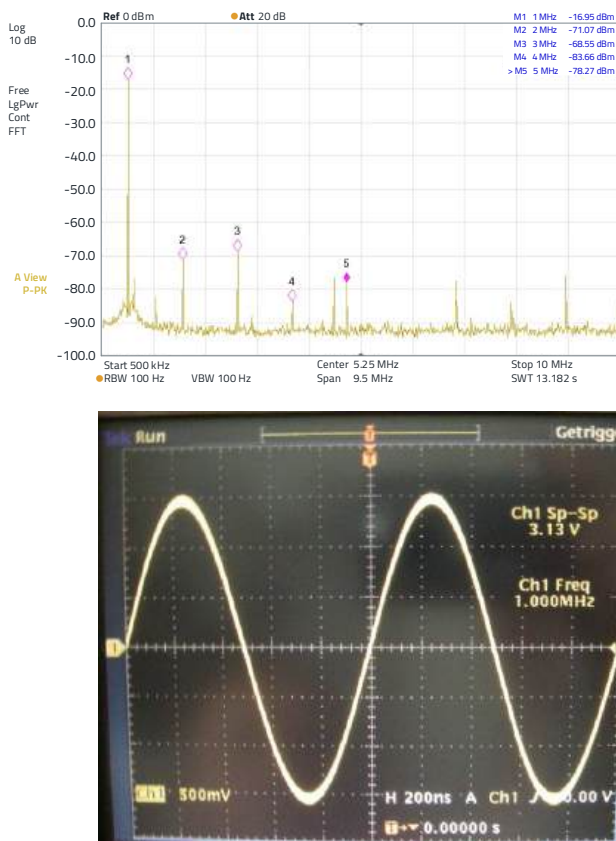 Log
10 dB
Ref 0 dBm
Att 20 dB
M1 1 MHz -16.95 dBm
M2 2 MHz -71.07 dBm
M3 3 MHz -68.55 dBm
M4 4 MHz -83.66 dBm
> M5 5 MHz -78.27 dBm
Free
LgPwr
Cont
FFT
A View
P-PK
0.0
-10.0
-20.0
-30.0
-40.0
-50.0
-60.0
-70.0
-80.0
-90.0
-100.0
1
2
3
4
5
Start 500 kHz
Center 5.25 MHz
Stop 10 MHz
RBW 100 Hz
VBW 100 Hz
Span 9.5 MHz
SWT 13.182 s
Tek Run
Getrigge
Ch1 Sp-Sp
3.13 V
Ch1 Freq
1.000MHz
1
Ch1 500mV
H 200ns A Ch1
0.00 V
0.00000 s